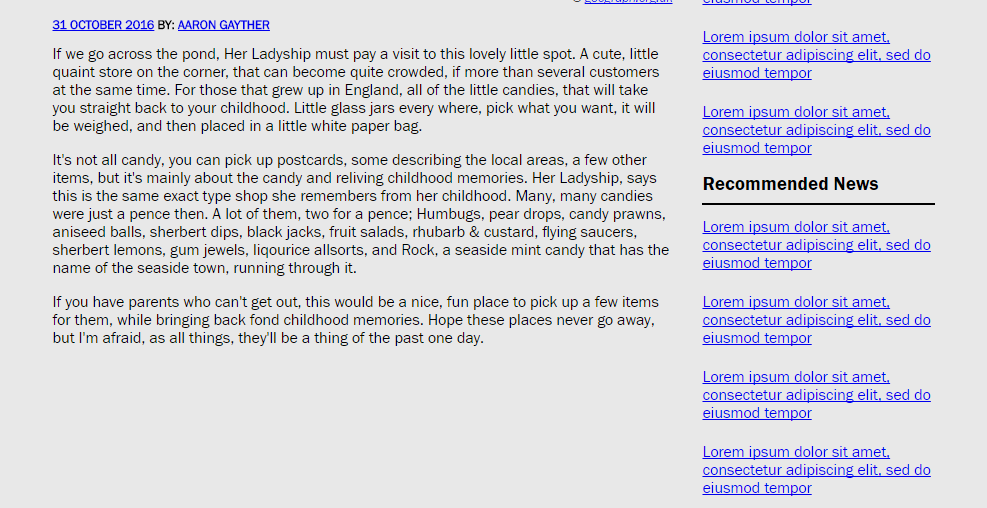 31 OCTOBER 2016 BY: AARON GAYTHER
If we go across the pond, Her Ladyship must pay a visit to this lovely little spot. A cute, little
quaint store on the corner, that can become quite crowded, if more than several customers
at the same time. For those that grew up in England, all of the little candies, that will take
you straight back to your childhood. Little glass jars every where, pick what you want, it will
be weighed, and then placed in a little white paper bag.
It's not all candy, you can pick up postcards, some describing the local areas, a few other
items, but it's mainly about the candy and reliving childhood memories. Her Ladyship, says
this is the same exact type shop she remembers from her childhood. Many, many candies
were just a pence then. A lot of them, two for a pence; Humbugs, pear drops, candy prawns,
aniseed balls, sherbert dips, black jacks, fruit salads, rhubarb & custard, flying saucers,
sherbert lemons, gum jewels, liqourice allsorts, and Rock, a seaside mint candy that has the
name of the seaside town, running through it.
If you have parents who can't get out, this would be a nice, fun place to pick up a few items
for them, while bringing back fond childhood memories. Hope these places never go away,
but I'm afraid, as all things, they'll be a thing of the past one day.
eiusmod tempor
Lorem ipsum dolor sit amet,
consectetur adipiscing elit, sed do
eiusmod tempor
Lorem ipsum dolor sit amet,
consectetur adipiscing elit, sed do
eiusmod tempor
Recommended News
Lorem ipsum dolor sit amet,
consectetur adipiscing elit, sed do
eiusmod tempor
Lorem ipsum dolor sit amet,
consectetur adipiscing elit, sed do
eiusmod tempor
Lorem ipsum dolor sit amet,
consectetur adipiscing elit, sed do
eiusmod tempor
Lorem ipsum dolor sit amet,
consectetur adipiscing elit, sed do
eiusmod tempor